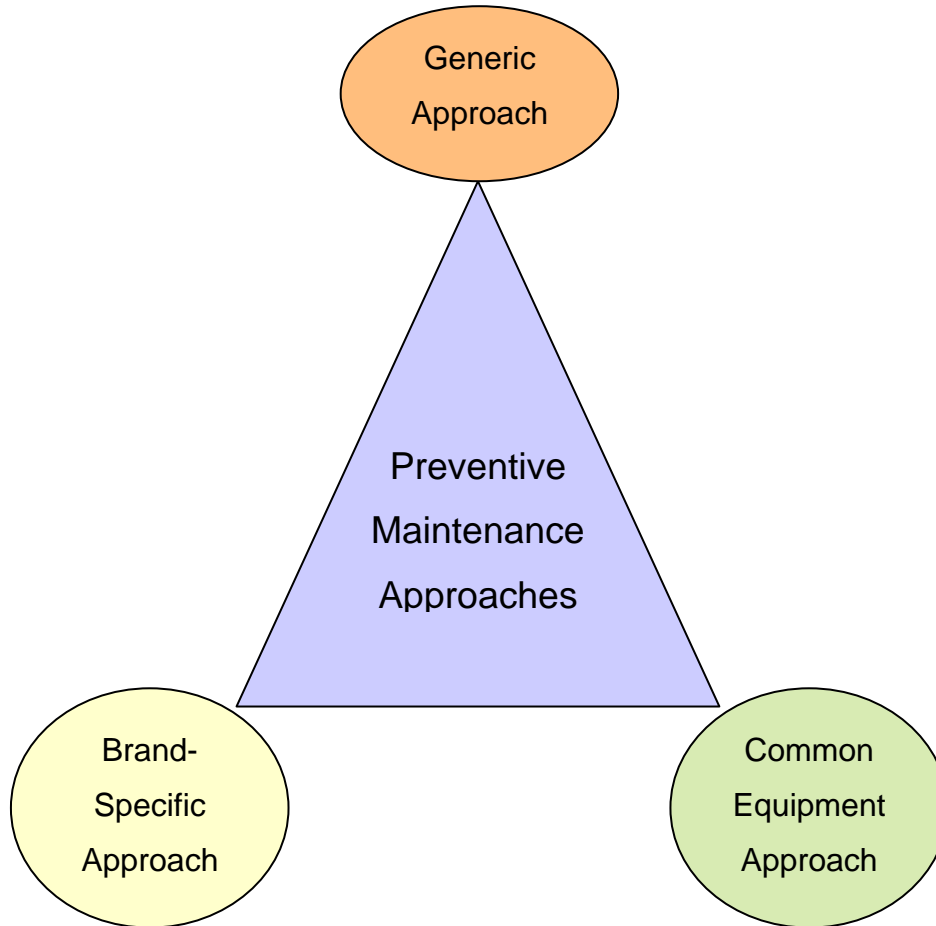 Generic
Approach
Preventive
Maintenance
Approaches
Brand-
Specific
Approach
Common
Equipment
Approach